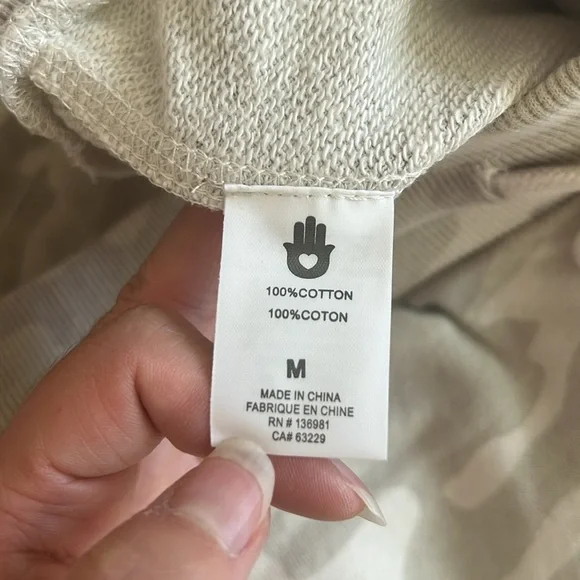 100%COTTON
100%COTON
M
MADE IN CHINA
FABRIQUE EN CHINE
RN # 136981
CA# 63229